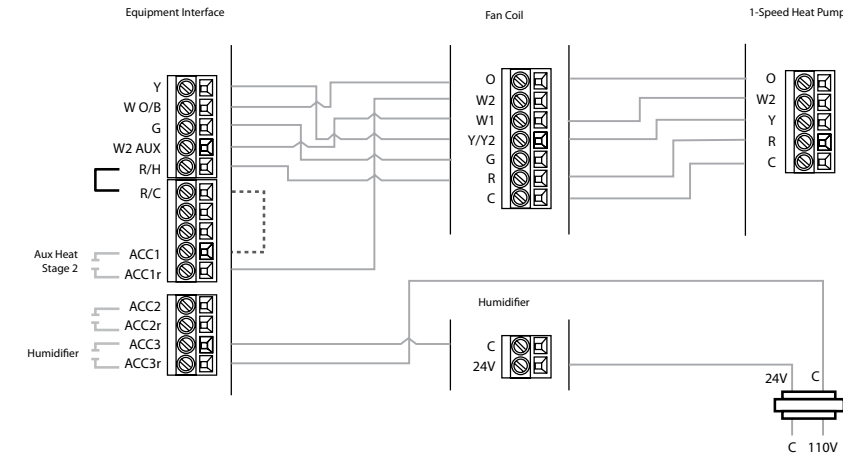 Equipment Interface
Fan Coil
1-Speed Heat Pump
Y
W O/B
G
W2 AUX
R/H
R/C
ACC1
ACC1r
Aux Heat
Stage 2
ACC2
ACC2r
ACC3
ACC3r
Humidifier
O
W2
W1
Y/Y2
G
R
C
O
W2
Y
R
C
Humidifier
C
24V
24V
C
C
110V